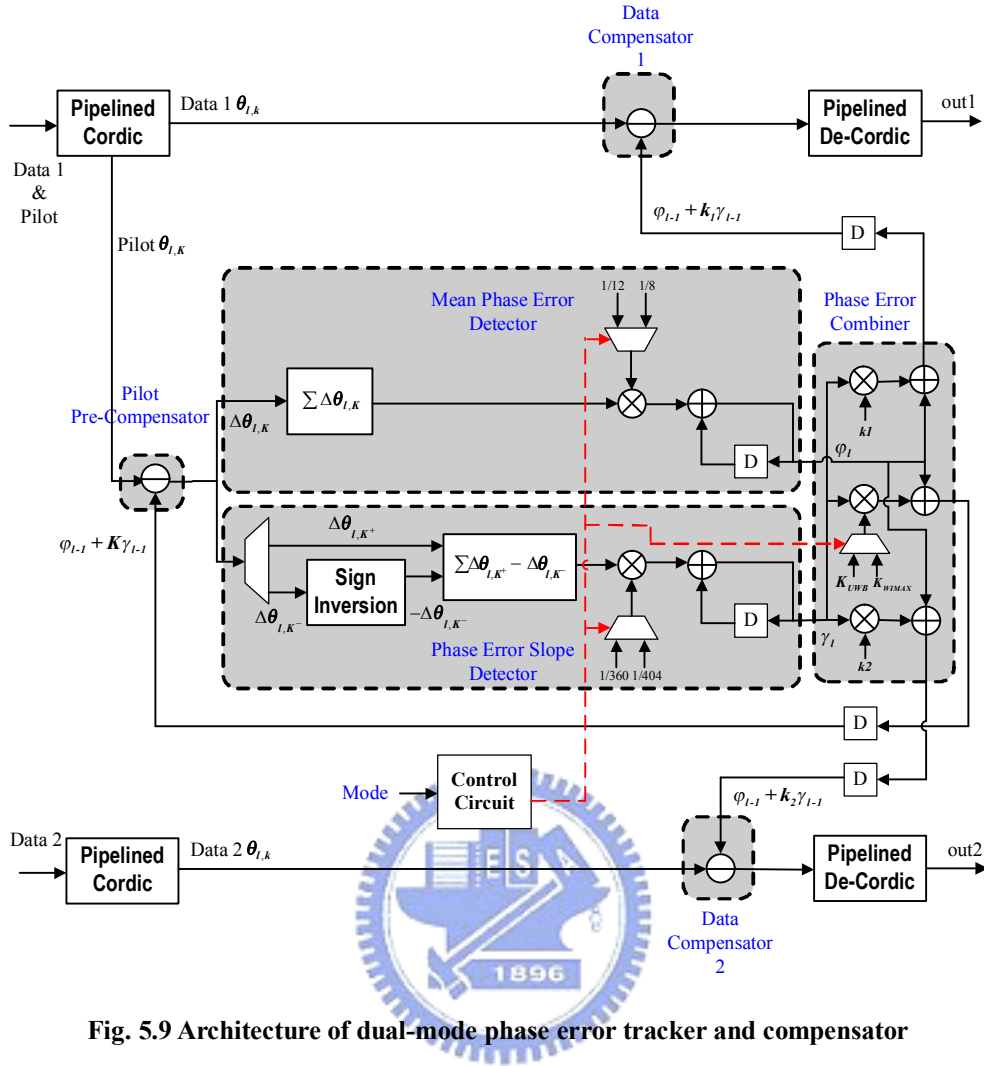 Data
Compensator
1
Pipelined
Cordic
Data 1 θl,k
Pipelined
De-Cordic
out1
Data 1
&
Pilot
φl-1 + k1γl-1
D
Pilot θl,K
Mean Phase Error
Detector
1/12
1/8
Phase Error
Combiner
Pilot
Pre-Compensator
Δθl,K
∑ Δθl,K
k1
D
φl
φl-1 + Kγl-1
Δθl,K+
Sign
Inversion
∑Δθl,K+ − Δθl,K-
KUWB
KWIMAX
Δθl,K-
−Δθl,K-
D
γl
Phase Error Slope
Detector
1/360
1/404
k2
D
Mode
Control
Circuit
D
φl-1 + k2γl-1
Data 2
Pipelined
Cordic
Data 2 θl,k
Pipelined
De-Cordic
out2
ESA
Data
Compensator
2
1896
Fig. 5.9 Architecture of dual-mode phase error tracker and compensator